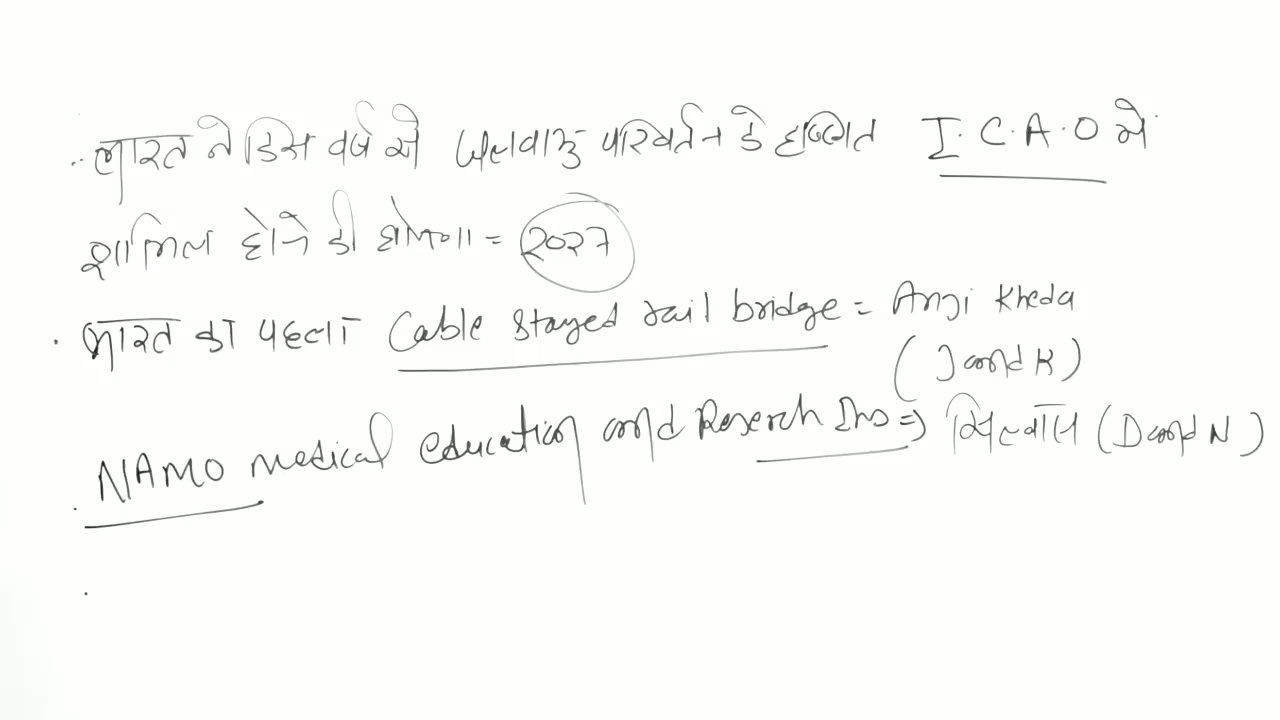 भारत ने किस वर्ष से जलवायु परिवर्तन के I.C.A.O मे
शामिल होने की घोषणा = 2027
भारत का पहला Cable stayed rail bridge = Anji Kheda
(J and K)
NAMO medical education and Reserch Ins ⇒ सिलवासा (D and N)